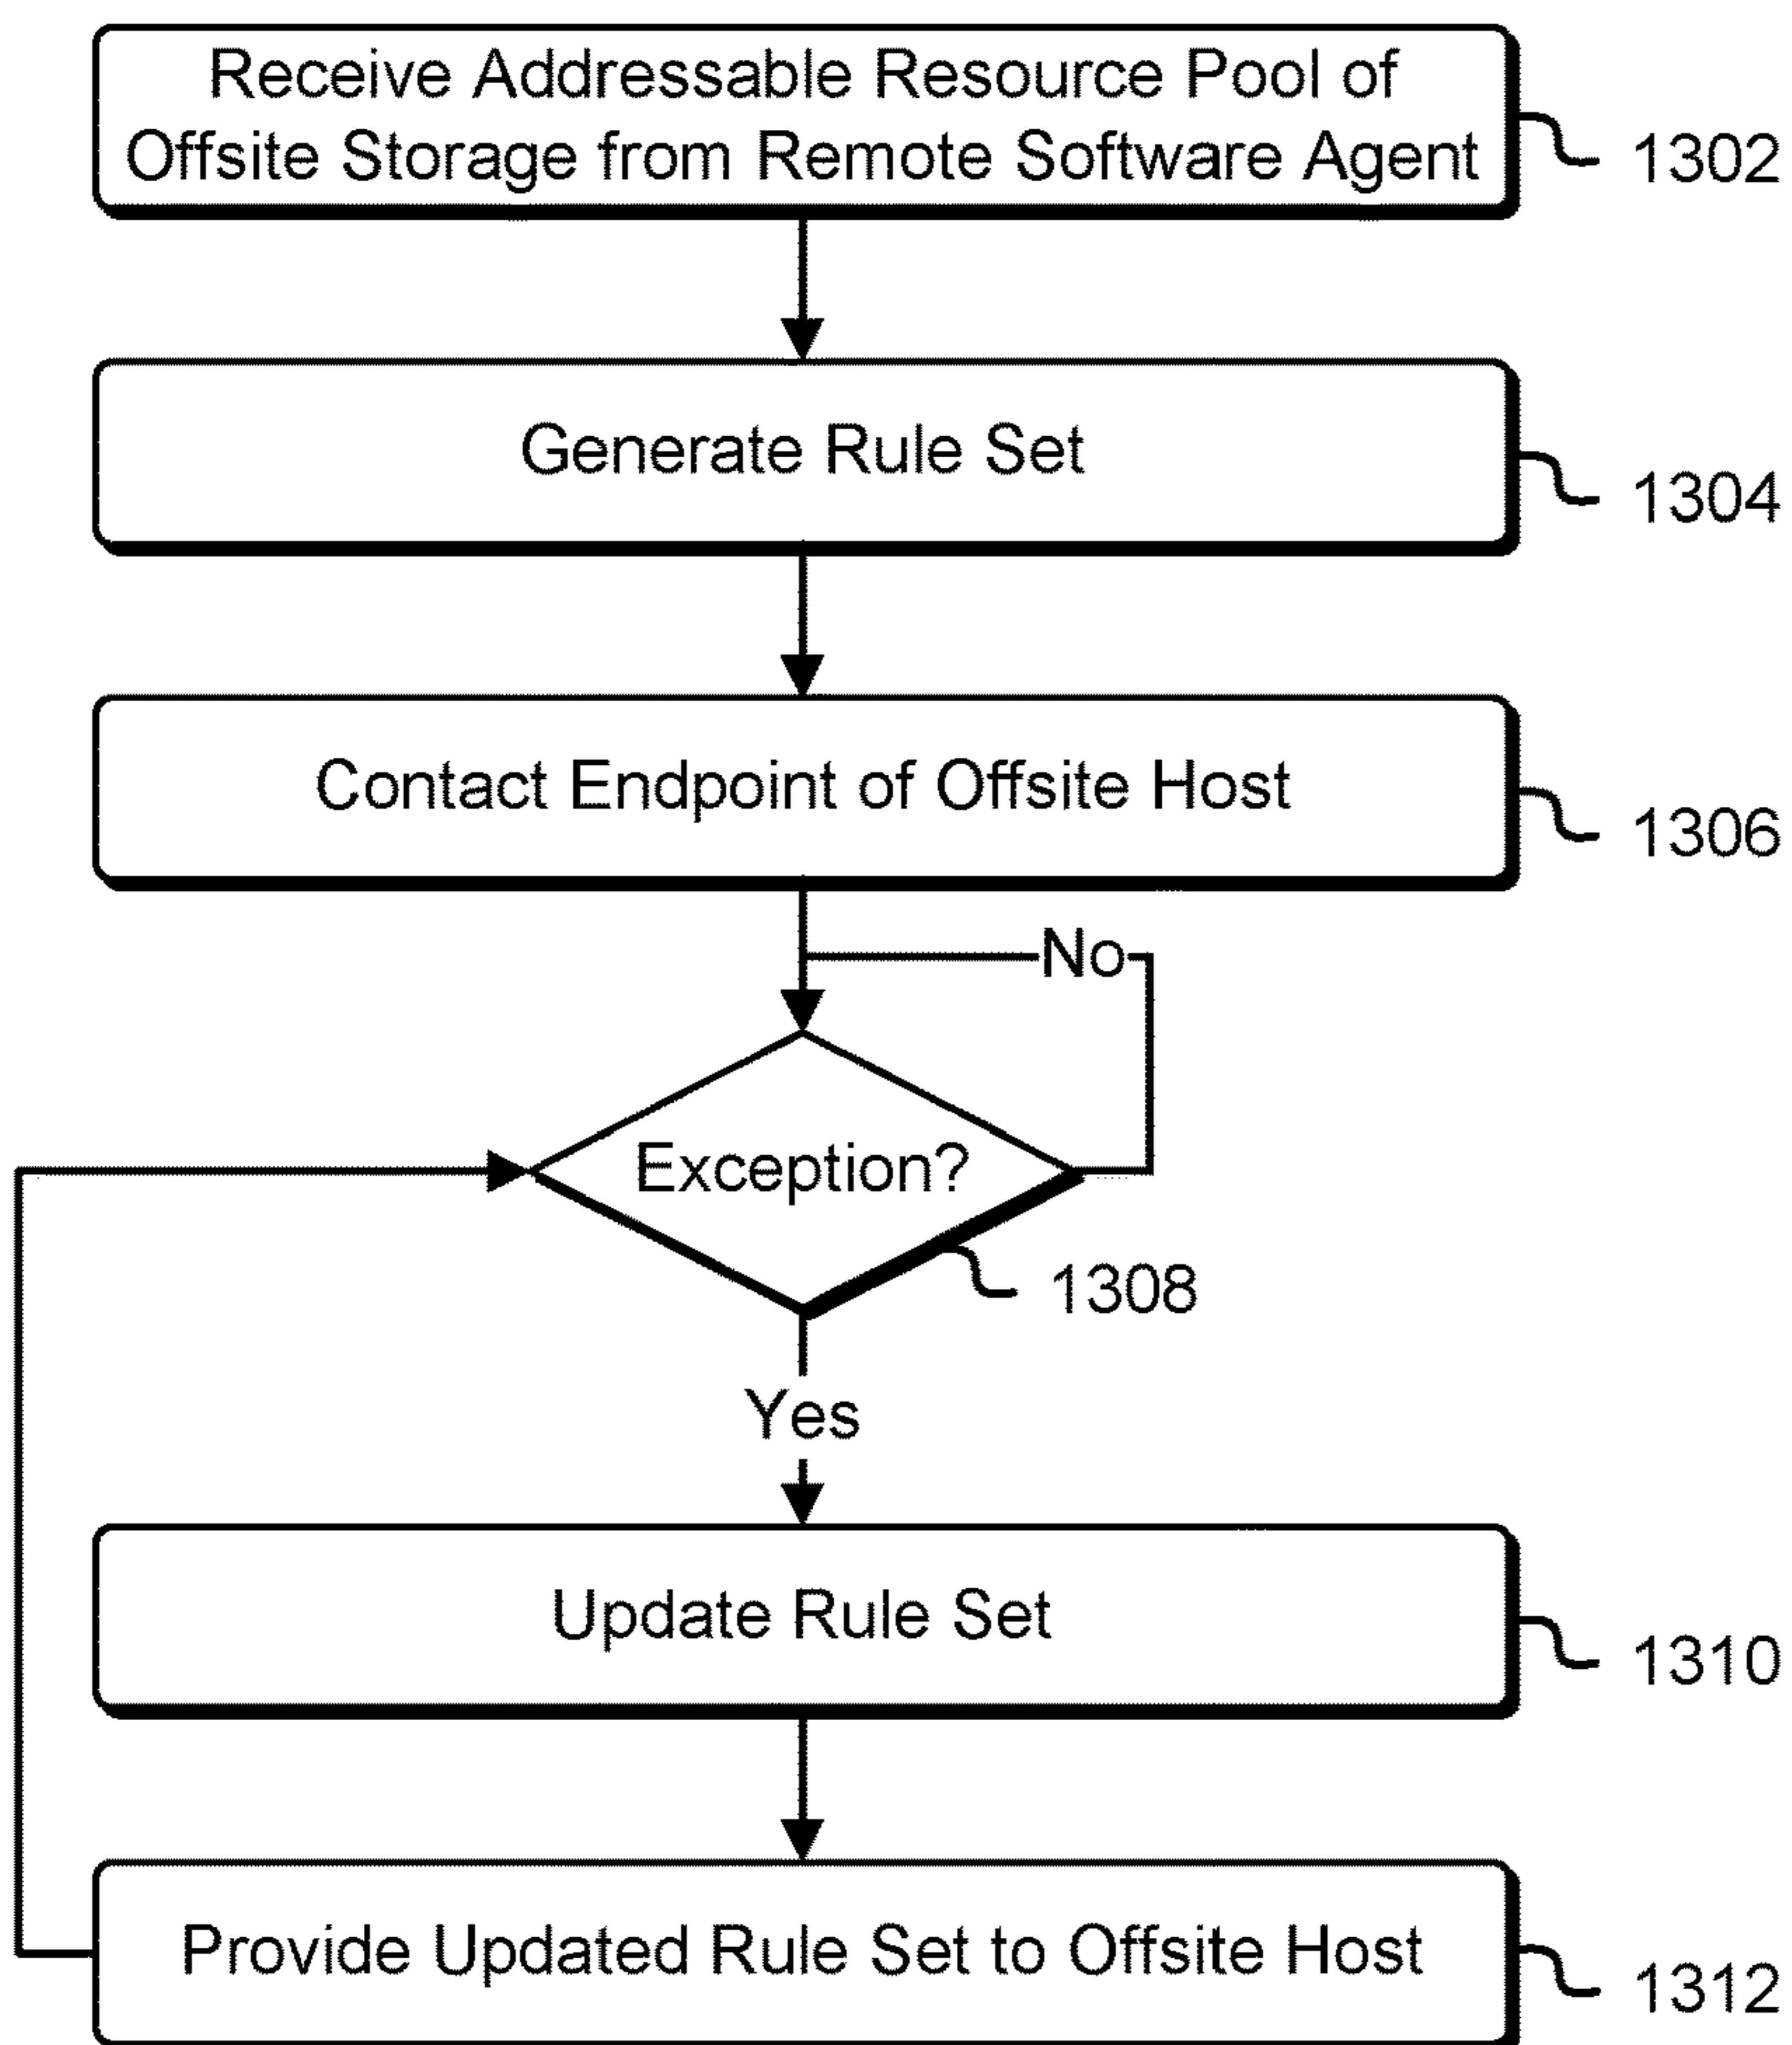 Receive Addressable Resource Pool of
Offsite Storage from Remote Software Agent
1302
Generate Rule Set
1304
Contact Endpoint of Offsite Host
1306
No
Exception?
1308
Yes
Update Rule Set
1310
Provide Updated Rule Set to Offsite Host
1312